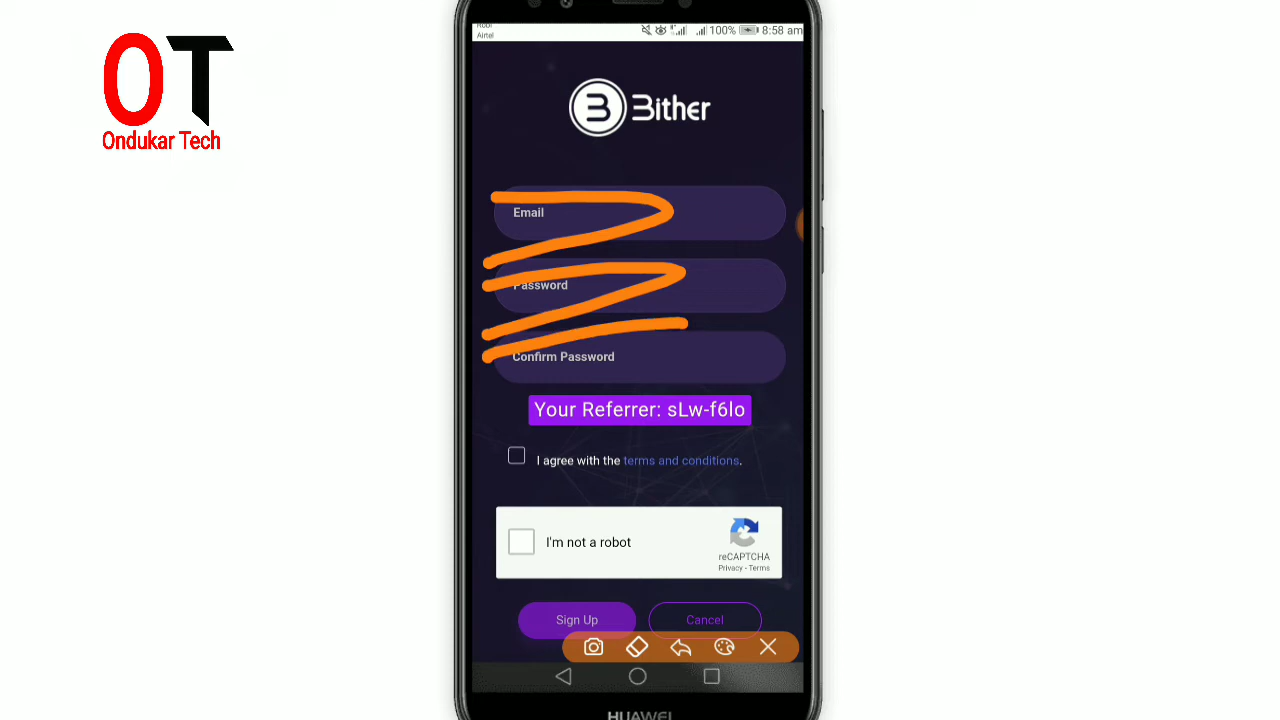 OT
Ondukar Tech
Robi
Airtel
100%
8:58 am
Bither
Email
Password
Confirm Password
Your Referrer: sLw-f6lo
I agree with the terms and conditions.
I'm not a robot
reCAPTCHA
Privacy - Terms
Sign Up
Cancel
HUAWEI